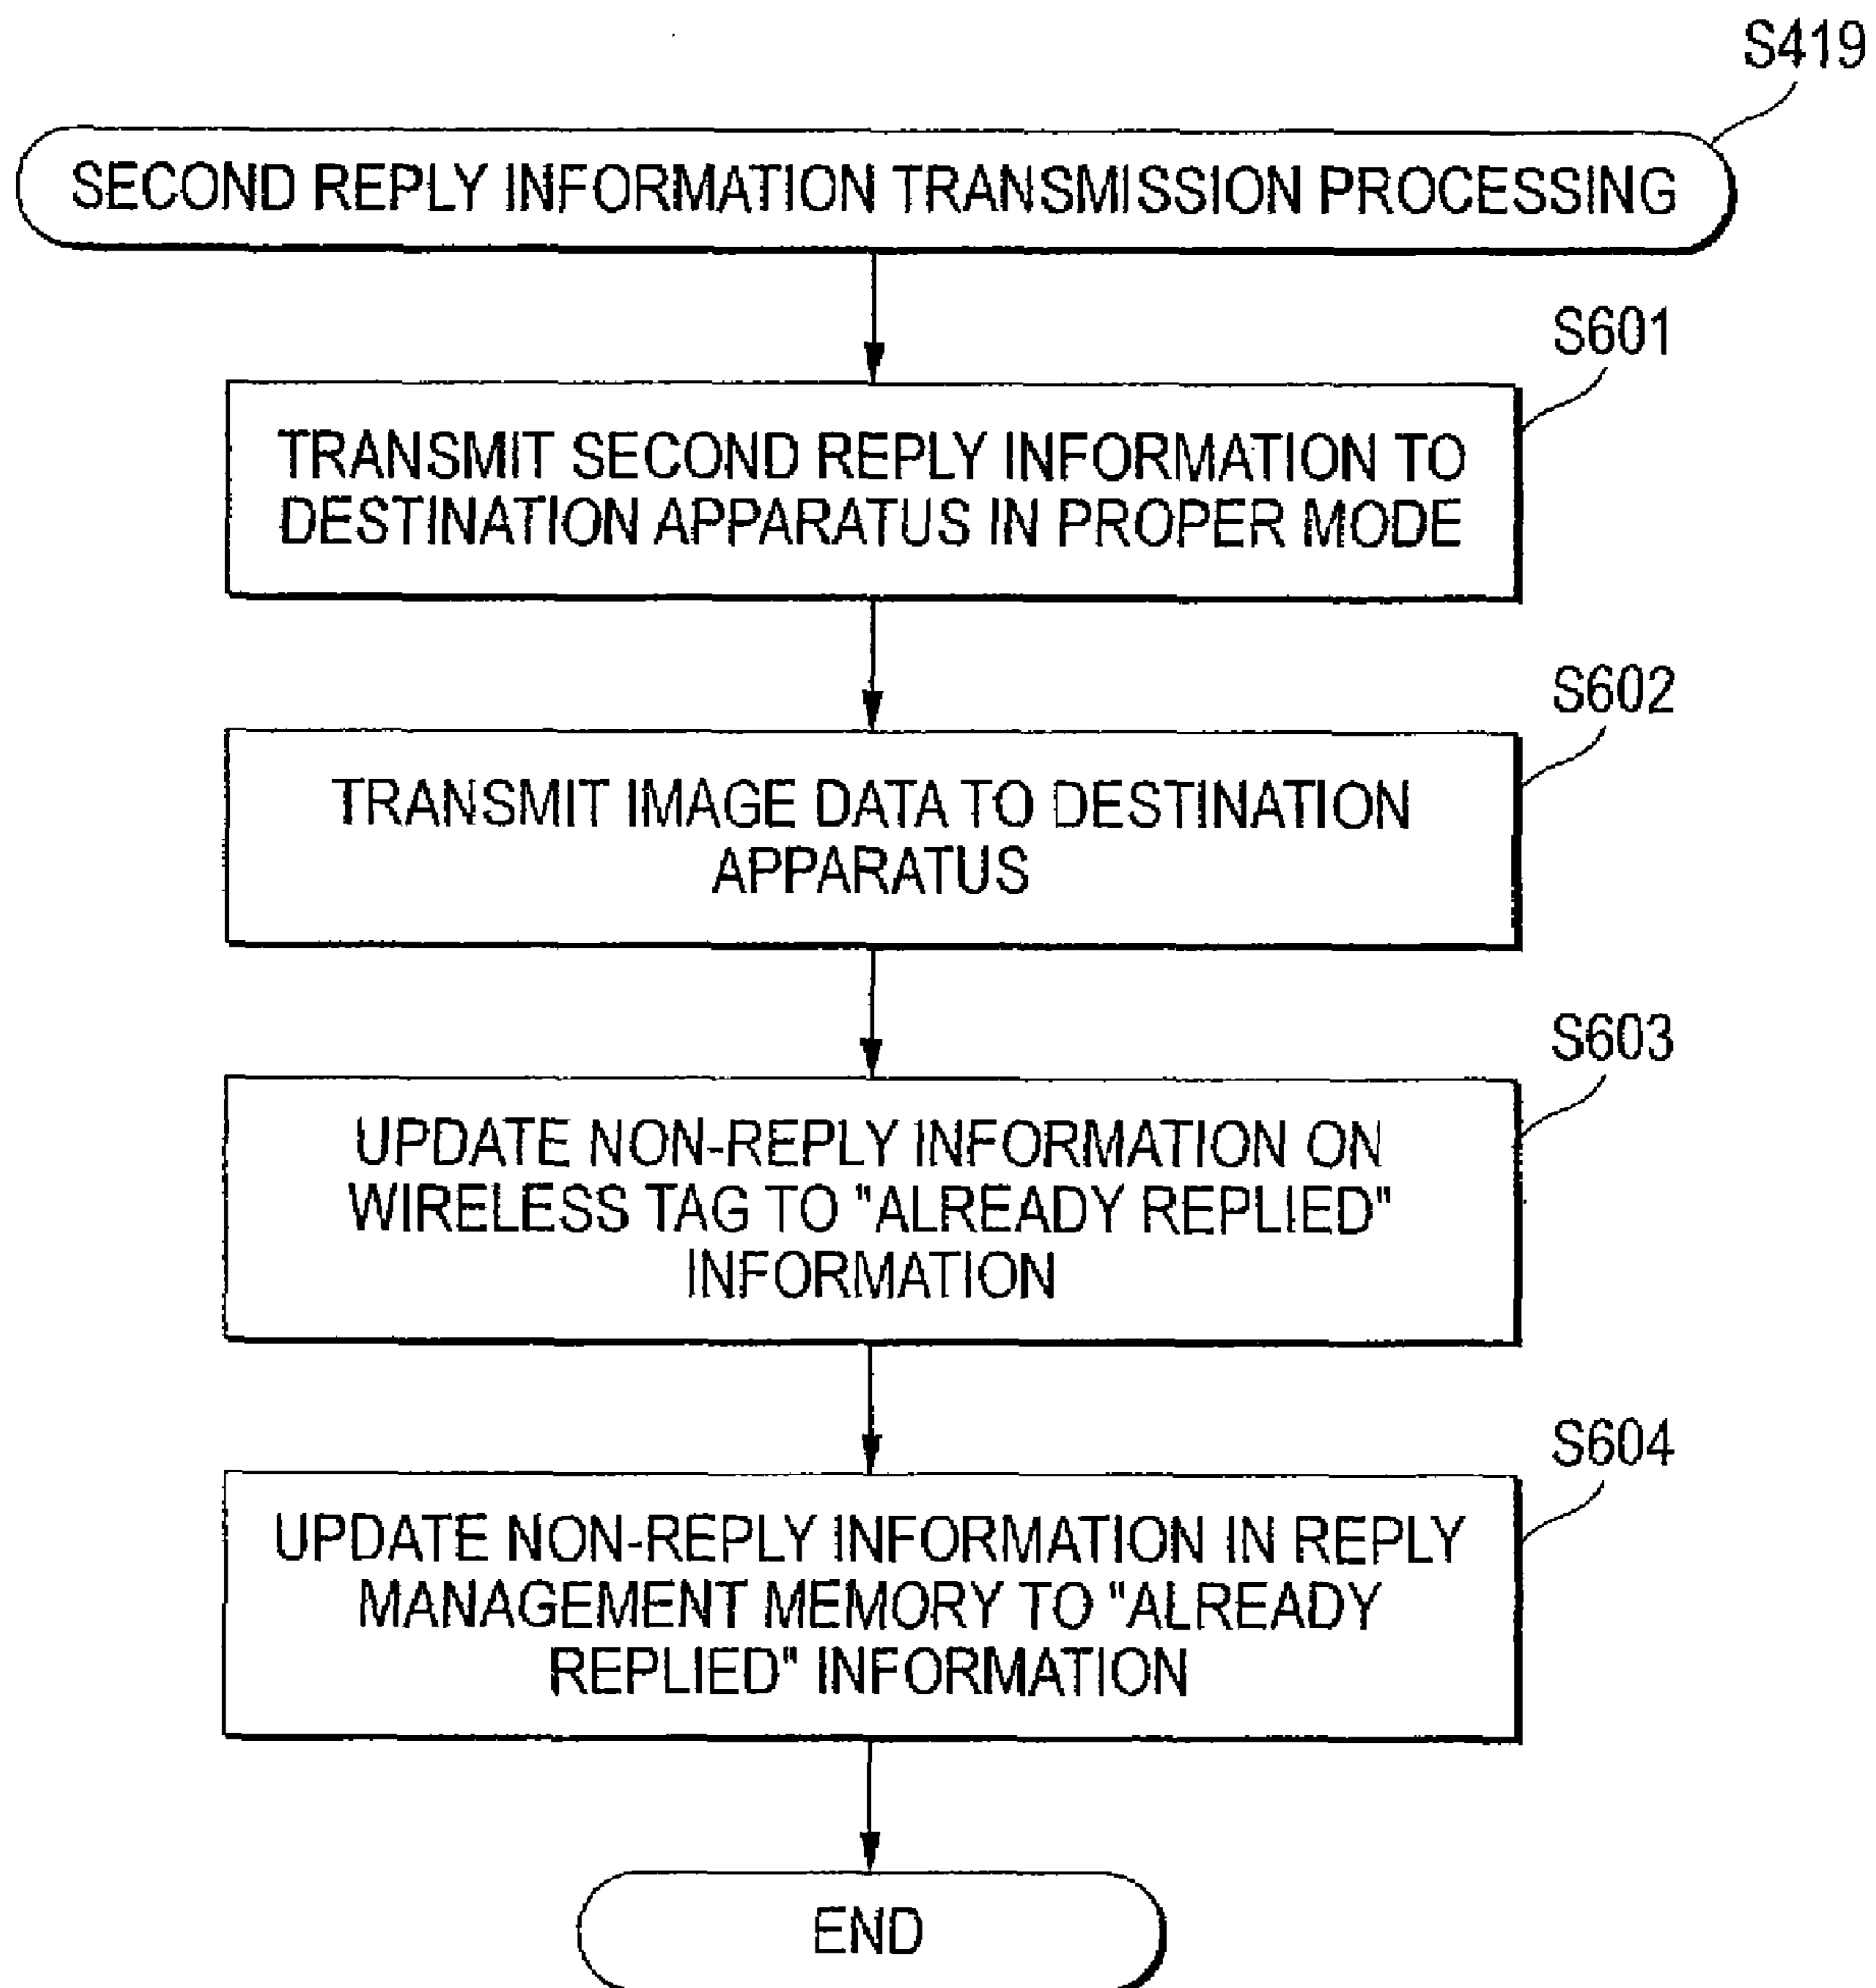 S419
SECOND REPLY INFORMATION TRANSMISSION PROCESSING
S601
TRANSMIT SECOND REPLY INFORMATION TO
DESTINATION APPARATUS IN PROPER MODE
S602
TRANSMIT IMAGE DATA TO DESTINATION
APPARATUS
S603
UPDATE NON-REPLY INFORMATION ON
WIRELESS TAG TO "ALREADY REPLIED"
INFORMATION
S604
UPDATE NON-REPLY INFORMATION IN REPLY
MANAGEMENT MEMORY TO "ALREADY
REPLIED" INFORMATION
END